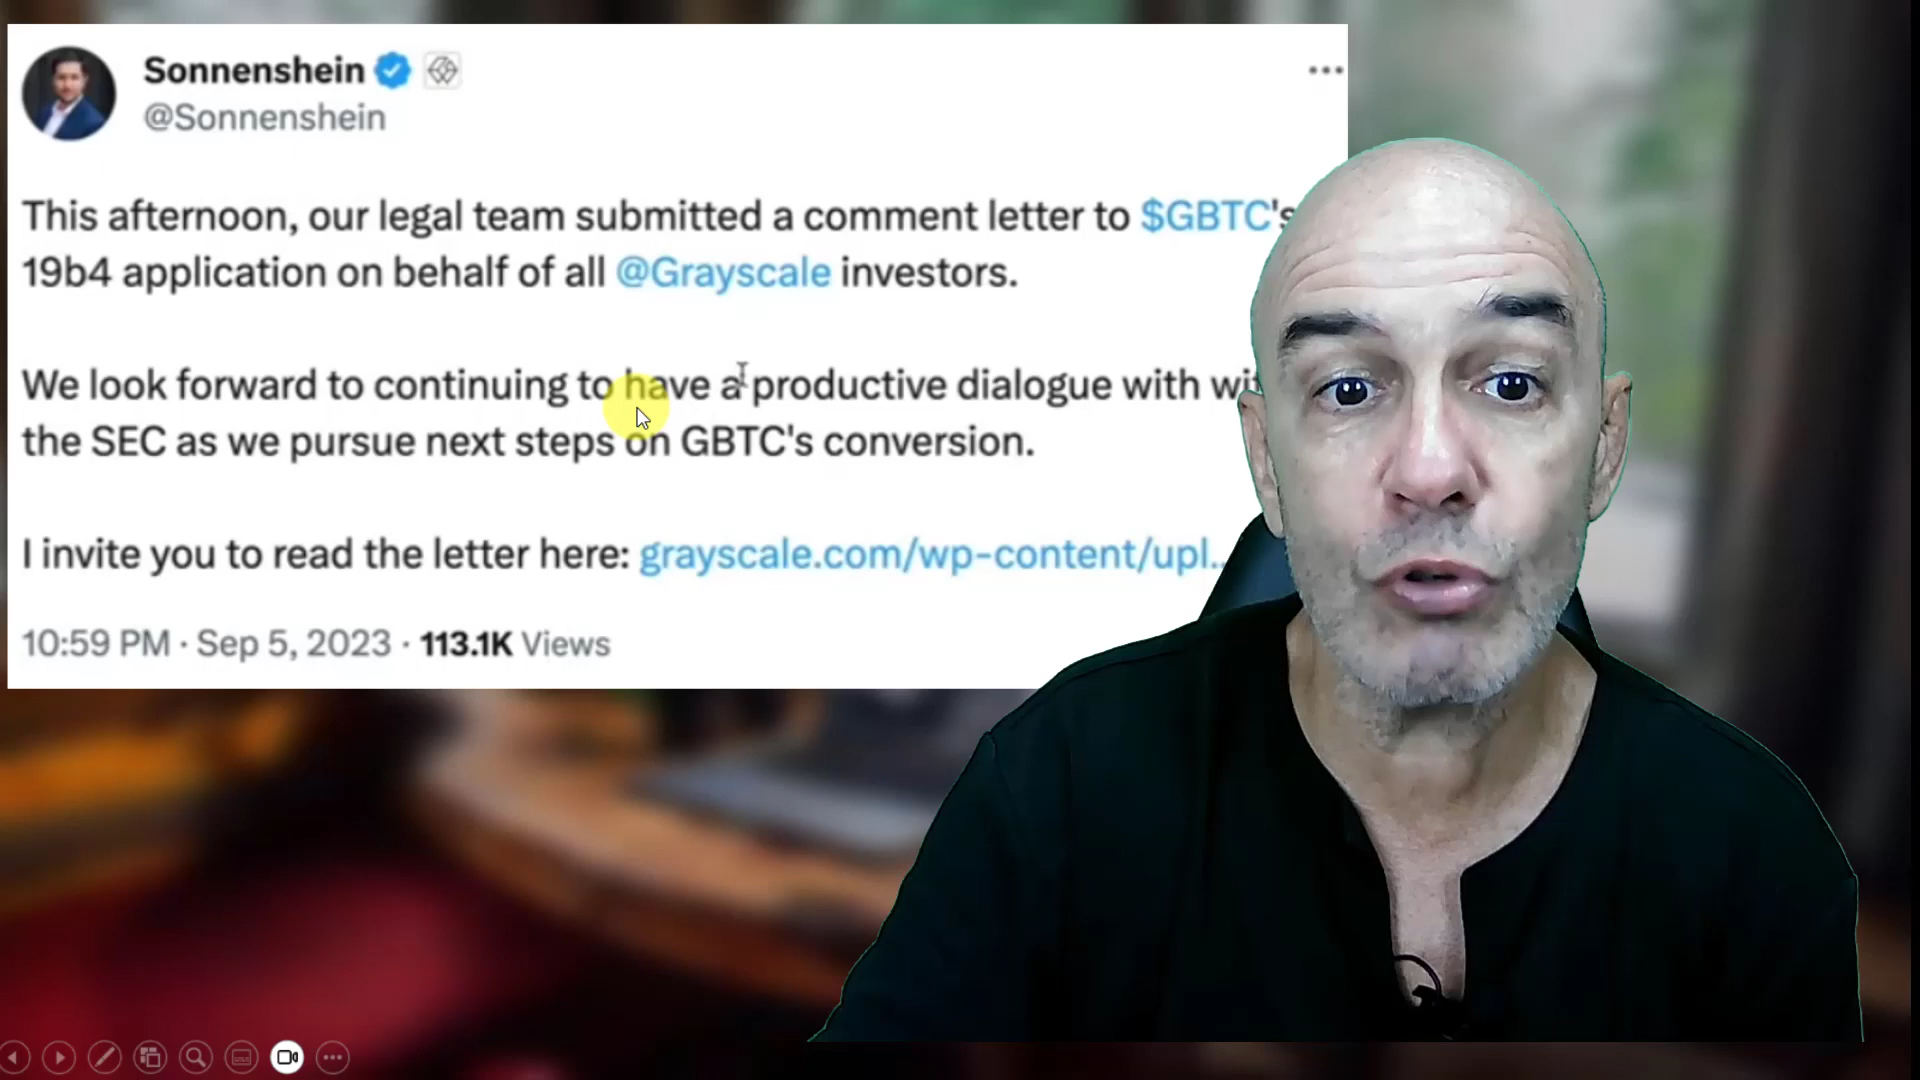 Sonnenshein
@Sonnenshein
This afternoon, our legal team submitted a comment letter to $GBTC's
19b4 application on behalf of all @Grayscale investors.
We look forward to continuing to have a productive dialogue with
the SEC as we pursue next steps on GBTC's conversion.
I invite you to read the letter here: grayscale.com/wp-content/upl..
10:59 PM · Sep 5, 2023 · 113.1K Views